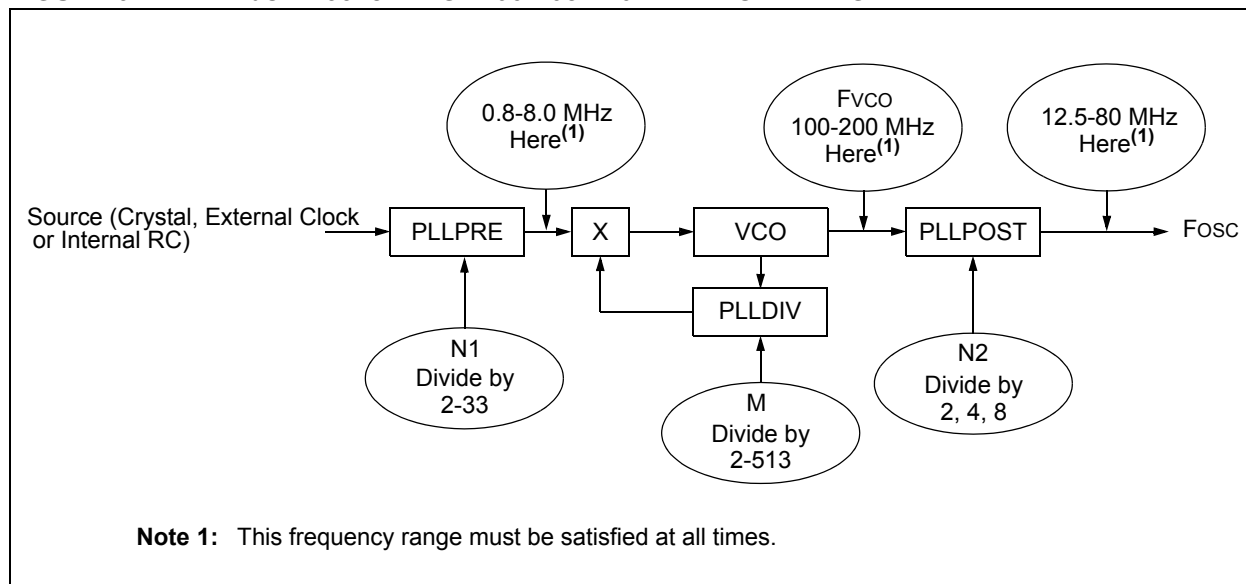 0.8-8.0 MHz
Here(1)
FVCO
100-200 MHz
Here(1)
12.5-80 MHz
Here(1)
Source (Crystal, External Clock
or Internal RC)
PLLPRE
X
VCO
PLLPOST
FOSC
PLLDIV
N1
Divide by
2-33
M
Divide by
2-513
N2
Divide by
2, 4, 8
Note 1: This frequency range must be satisfied at all times.